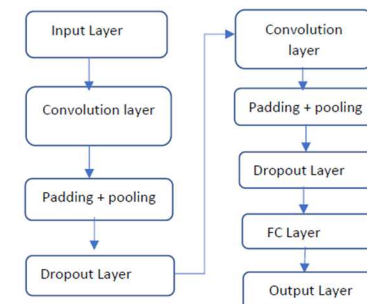 Input Layer
Convolution layer
Padding + pooling
Dropout Layer
Convolution
layer
Padding + pooling
Dropout Layer
FC Layer
Output Layer